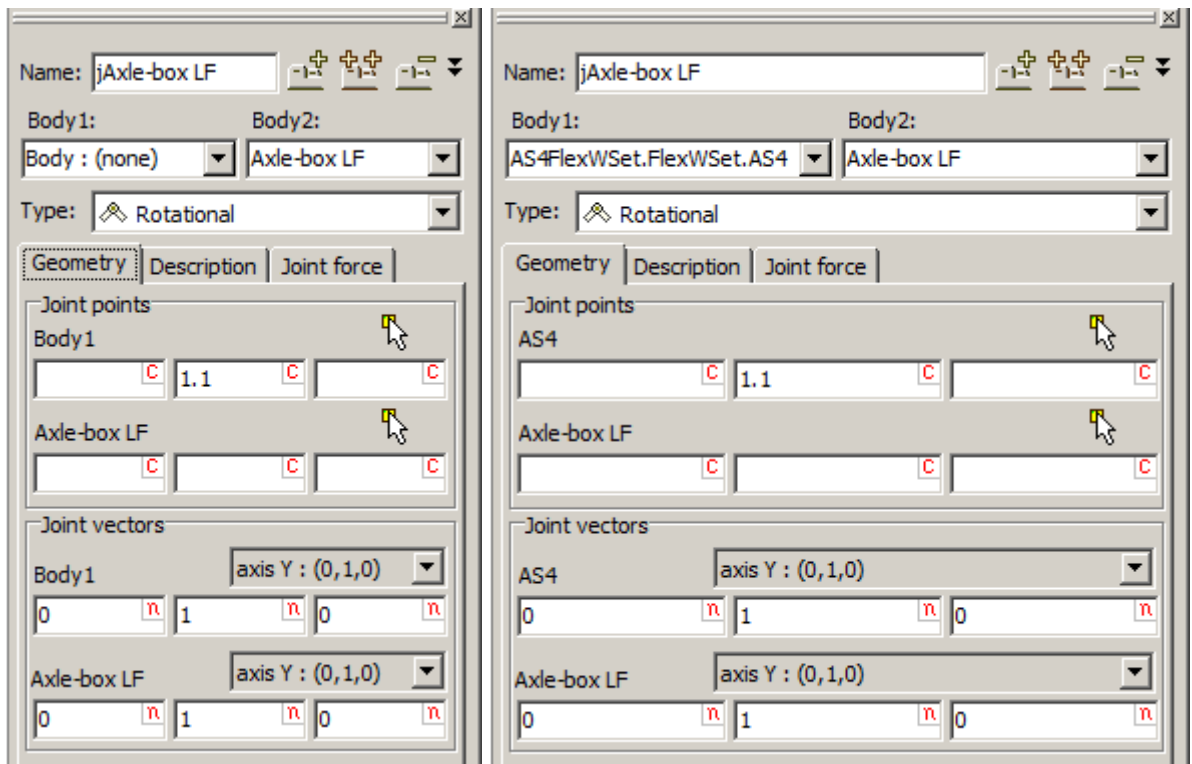 Name: jAxle-box LF
Body1: Body2:
Body : (none) Axle-box LF
Type: Rotational
Geometry Description Joint force
Joint points
Body1
C 1.1 C C
Axle-box LF
C C C
Joint vectors
Body1 axis Y : (0,1,0)
0 n 1 n 0 n
Axle-box LF axis Y : (0,1,0)
0 n 1 n 0 n
Name: jAxle-box LF
Body1: Body2:
AS4FlexWSet.FlexWSet.AS4 Axle-box LF
Type: Rotational
Geometry Description Joint force
Joint points
AS4
C 1.1 C C
Axle-box LF
C C C
Joint vectors
AS4 axis Y : (0,1,0)
0 n 1 n 0 n
Axle-box LF axis Y : (0,1,0)
0 n 1 n 0 n